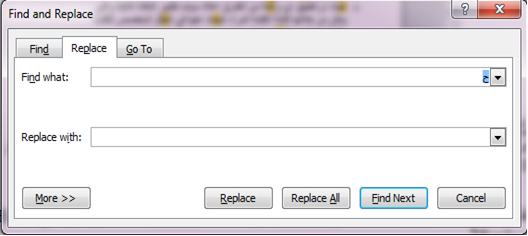 Find and Replace
Find Replace Go To
Find what: ج
Replace with:
More >> Replace Replace All Find Next Cancel